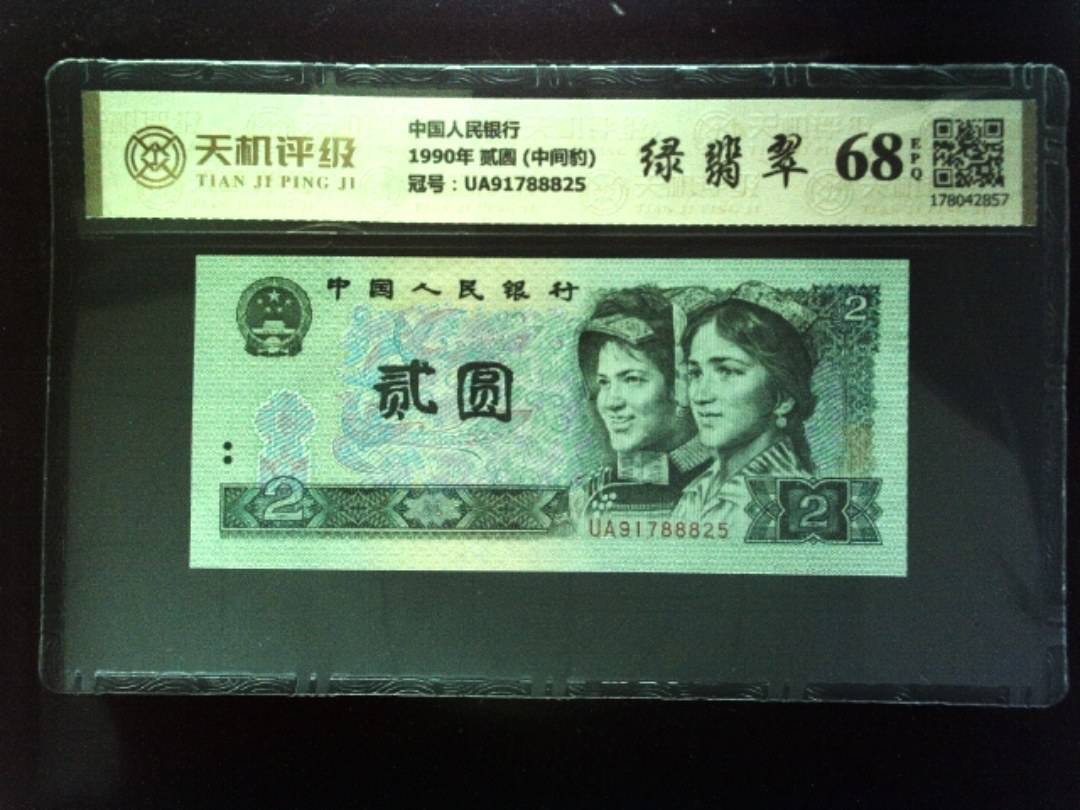 天机评级
TIAN JI PING JI
中国人民银行
1990年 贰圆 (中间豹)
冠号：UA91788825
绿翡翠
68
EPQ
178042857
中国人民银行
2
贰圆
2
UA91788825
2